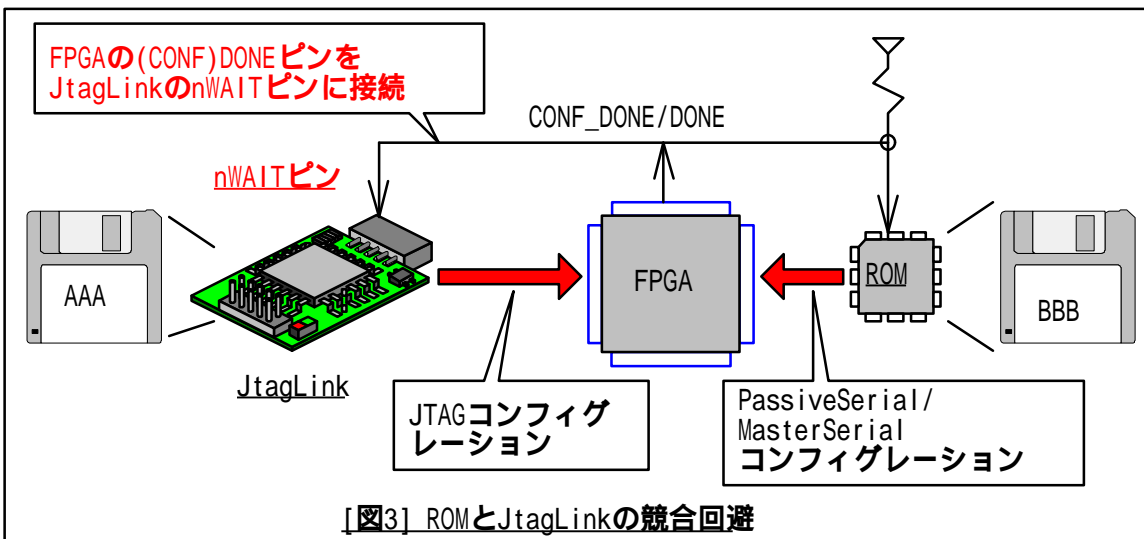 FPGAの(CONF)DONEピンを
JtagLinkのnWAITピンに接続
CONF_DONE/DONE
nWAITピン
AAA
FPGA
ROM
BBB
JtagLink
JTAGコンフィグ
レーション
PassiveSerial/
MasterSerial
コンフィグレーション
[図3] ROMとJtagLinkの競合回避